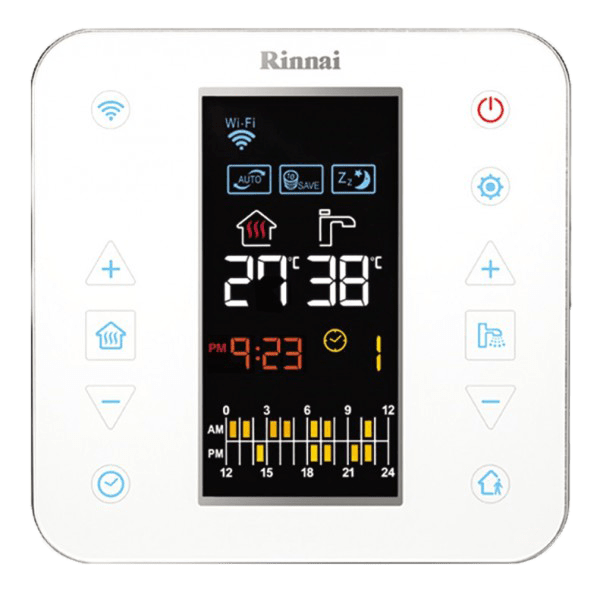 Rinnai
Wi-Fi
AUTO to SAVE Zz
27°C 38°C
PM 9:23 1
0 3 6 9 12
AM
PM
12 15 18 21 24